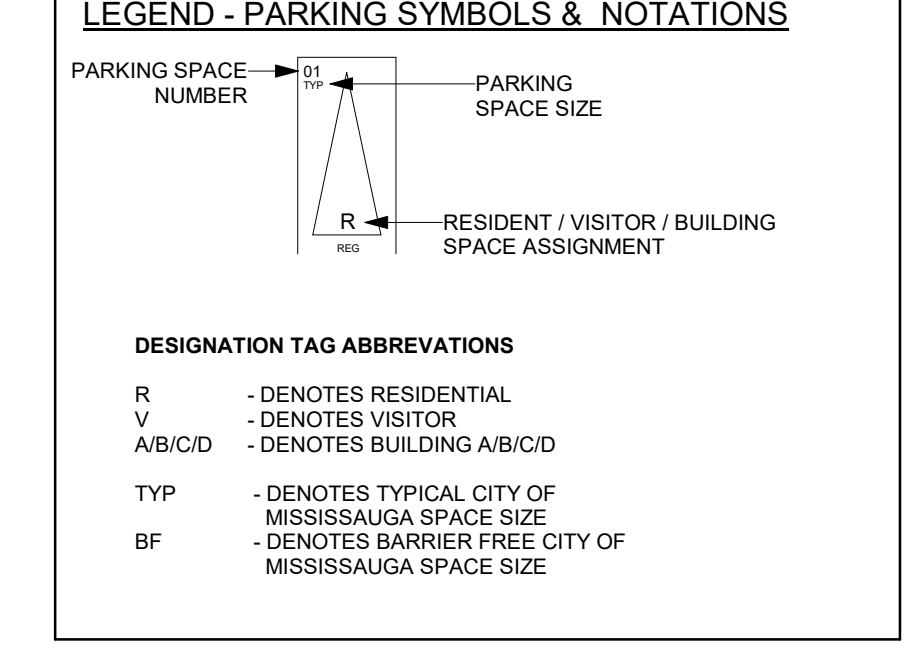 LEGEND - PARKING SYMBOLS & NOTATIONS
PARKING SPACE
NUMBER
01
TYP
PARKING
SPACE SIZE
R
REG
RESIDENT / VISITOR / BUILDING
SPACE ASSIGNMENT
DESIGNATION TAG ABBREVATIONS
R - DENOTES RESIDENTIAL
V - DENOTES VISITOR
A/B/C/D - DENOTES BUILDING A/B/C/D
TYP - DENOTES TYPICAL CITY OF
MISSISSAUGA SPACE SIZE
BF - DENOTES BARRIER FREE CITY OF
MISSISSAUGA SPACE SIZE